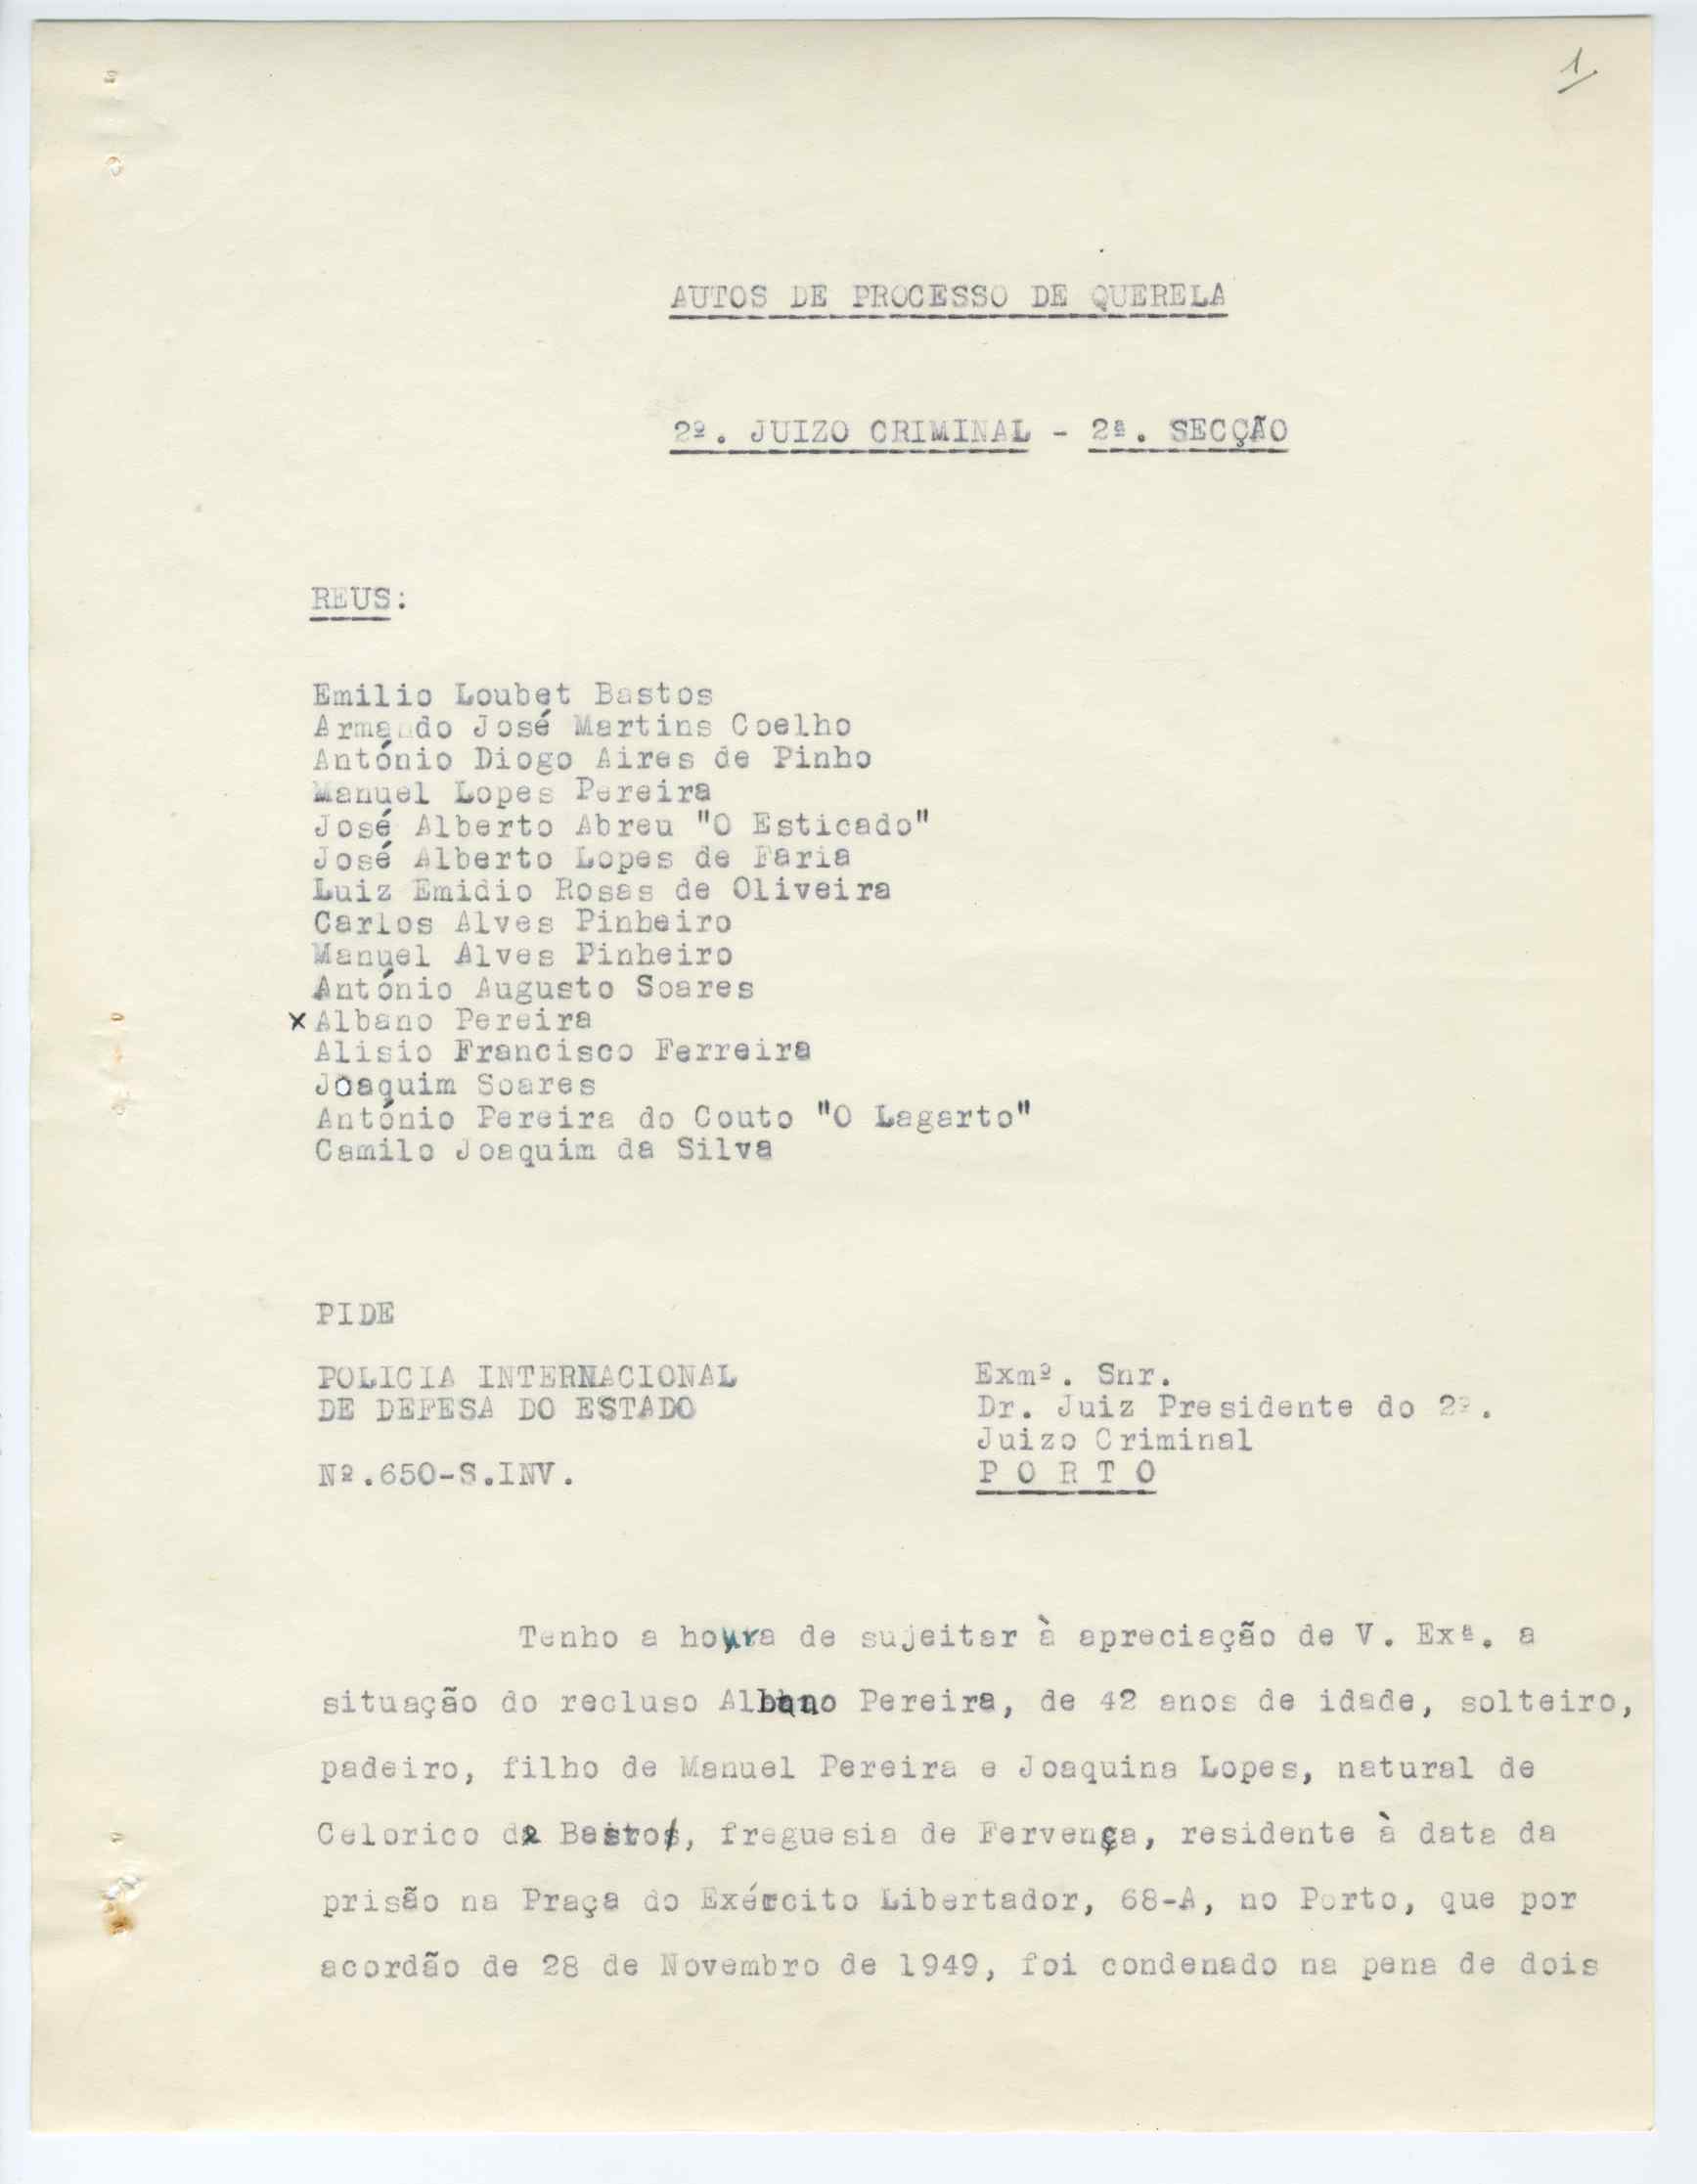 1
AUTOS DE PROCESSO DE QUERELA
2º. JUIZO CRIMINAL - 2ª. SECÇÃO
REUS:
Emilio Loubet Bastos
Armando José Martins Coelho
António Diogo Aires de Pinho
Manuel Lopes Pereira
José Alberto Abreu "O Esticado"
José Alberto Lopes de Faria
Luiz Emidio Rosas de Oliveira
Carlos Alves Pinheiro
Manuel Alves Pinheiro
António Augusto Soares
x Albano Pereira
Alisio Francisco Ferreira
Joaquim Soares
António Pereira do Couto "O Lagarto"
Camilo Joaquim da Silva
PIDE
POLICIA INTERNACIONAL
DE DEFESA DO ESTADO
Nº.650-S.INV.
Exmº. Snr.
Dr. Juiz Presidente do 2º.
Juizo Criminal
P O R T O
Tenho a honra de sujeitar à apreciação de V. Exª. a
situação do recluso Albano Pereira, de 42 anos de idade, solteiro,
padeiro, filho de Manuel Pereira e Joaquina Lopes, natural de
Celorico de Basto, freguesia de Fervença, residente à data da
prisão na Praça do Exército Libertador, 68-A, no Porto, que por
acordão de 28 de Novembro de 1949, foi condenado na pena de dois